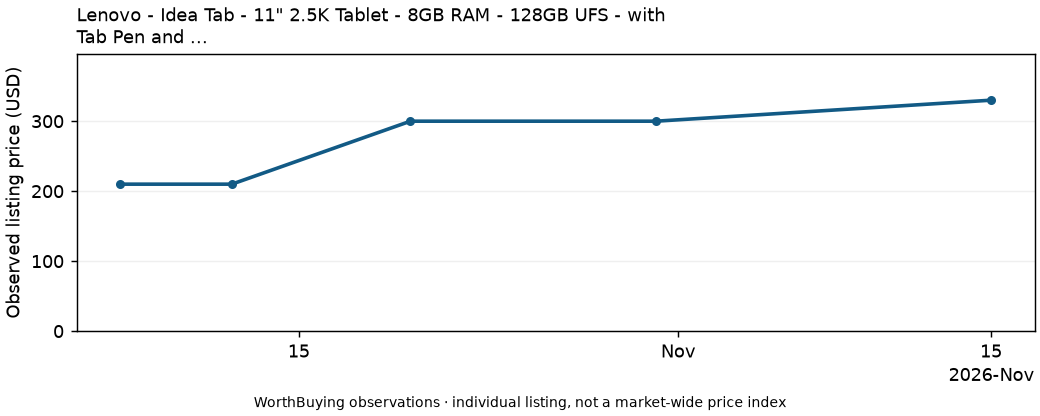 Lenovo - Idea Tab - 11" 2.5K Tablet - 8GB RAM - 128GB UFS - with
Tab Pen and ...
Observed listing price (USD)
300
200
100
0
15
Nov
15
2026-Nov
WorthBuying observations · individual listing, not a market-wide price index